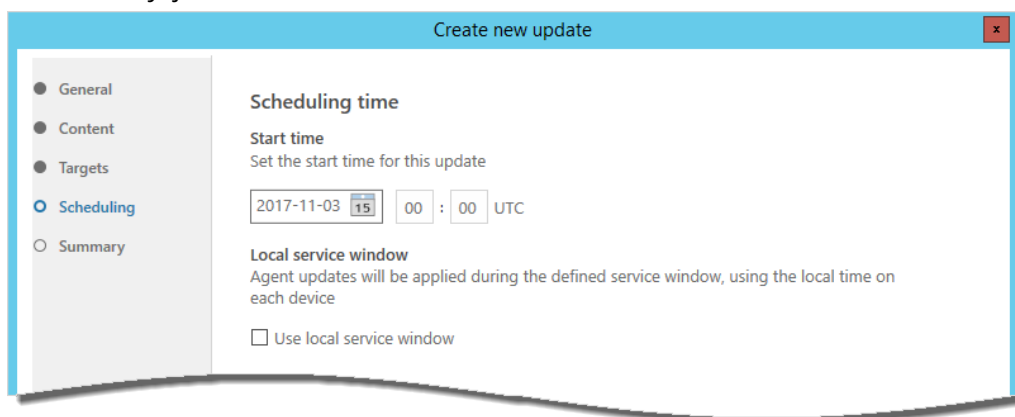 Create new update
x
General
Content
Targets
Scheduling
Summary
Scheduling time
Start time
Set the start time for this update
2017-11-03 15 00 : 00 UTC
Local service window
Agent updates will be applied during the defined service window, using the local time on
each device
Use local service window